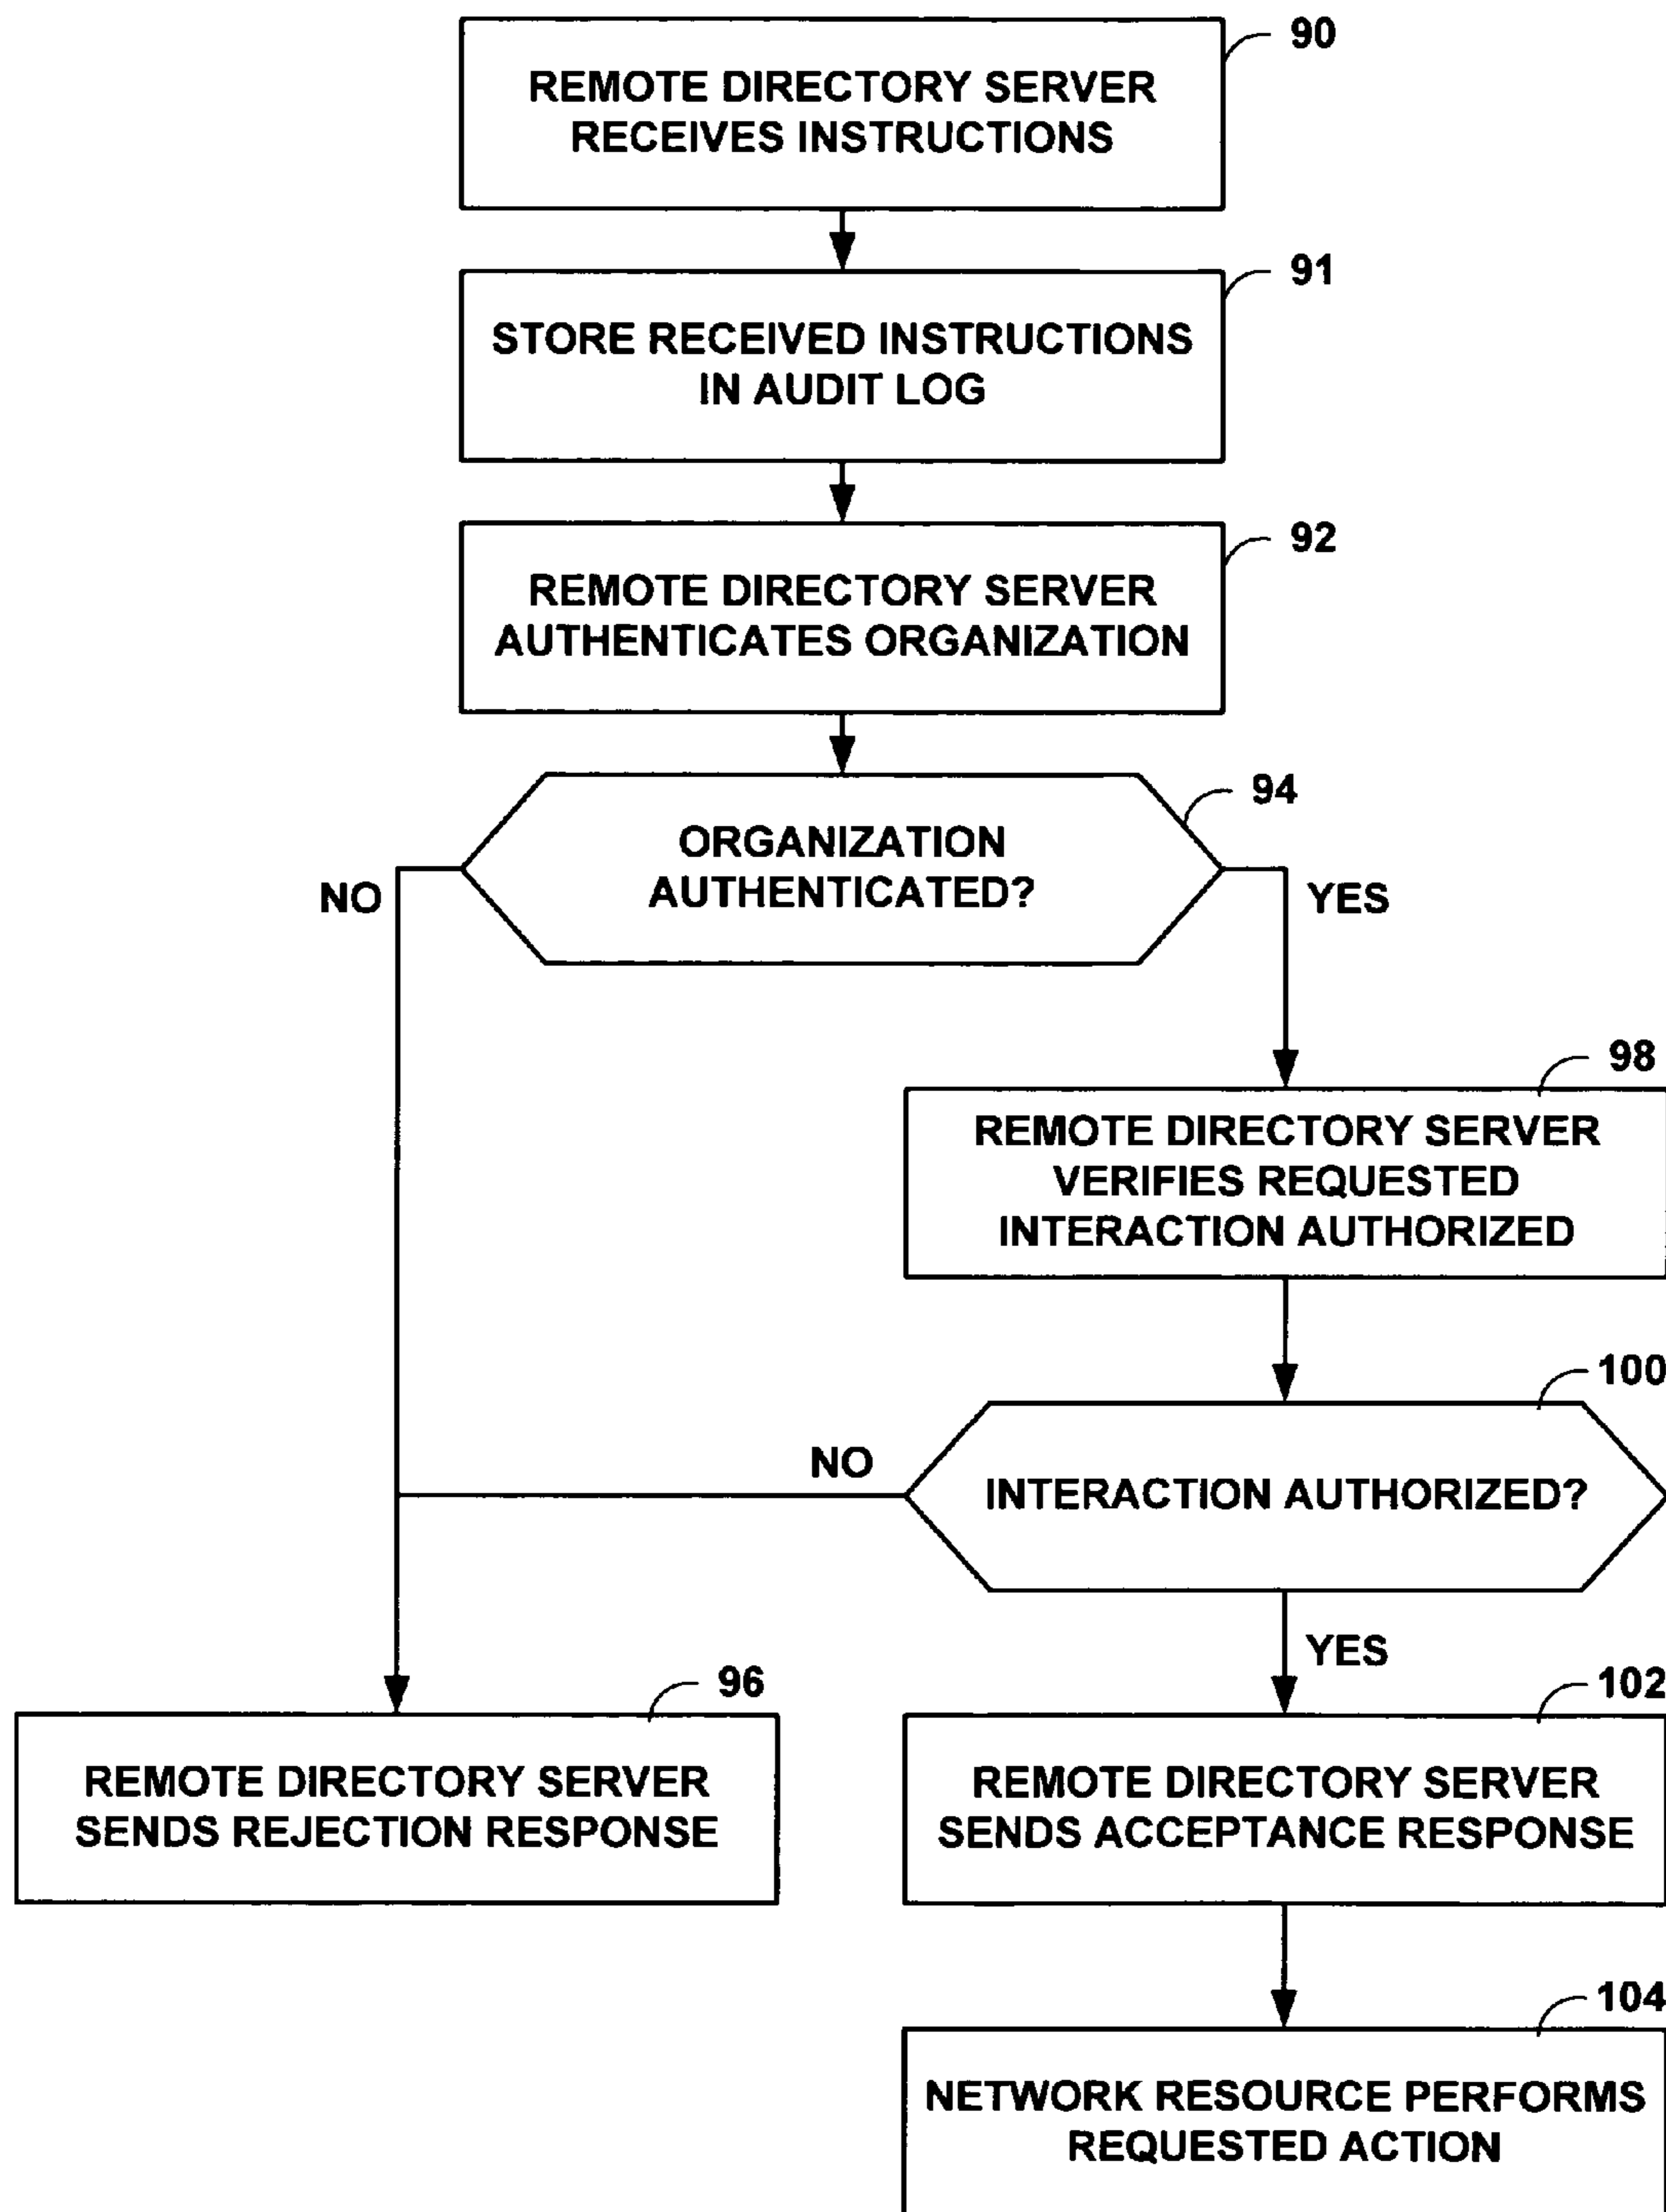 90
REMOTE DIRECTORY SERVER
RECEIVES INSTRUCTIONS
91
STORE RECEIVED INSTRUCTIONS
IN AUDIT LOG
92
REMOTE DIRECTORY SERVER
AUTHENTICATES ORGANIZATION
94
ORGANIZATION
AUTHENTICATED?
NO
YES
98
REMOTE DIRECTORY SERVER
VERIFIES REQUESTED
INTERACTION AUTHORIZED
100
NO
INTERACTION AUTHORIZED?
YES
96
REMOTE DIRECTORY SERVER
SENDS REJECTION RESPONSE
102
REMOTE DIRECTORY SERVER
SENDS ACCEPTANCE RESPONSE
104
NETWORK RESOURCE PERFORMS
REQUESTED ACTION